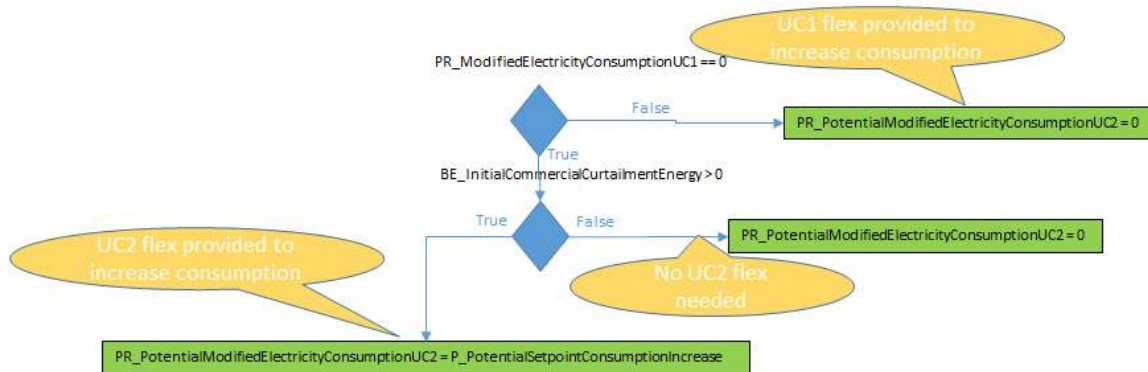 UC1 flex provided to
increase consumption
PR_ModifiedElectricityConsumptionUC1 == 0
False
PR_PotentialModifiedElectricityConsumptionUC2 = 0
True
BE_InitialCommercialCurtailmentEnergy > 0
True
False
PR_PotentialModifiedElectricityConsumptionUC2 = 0
UC2 flex provided to
increase consumption
No UC2 flex
needed
PR_PotentialModifiedElectricityConsumptionUC2 = P_PotentialSetpointConsumptionIncrease